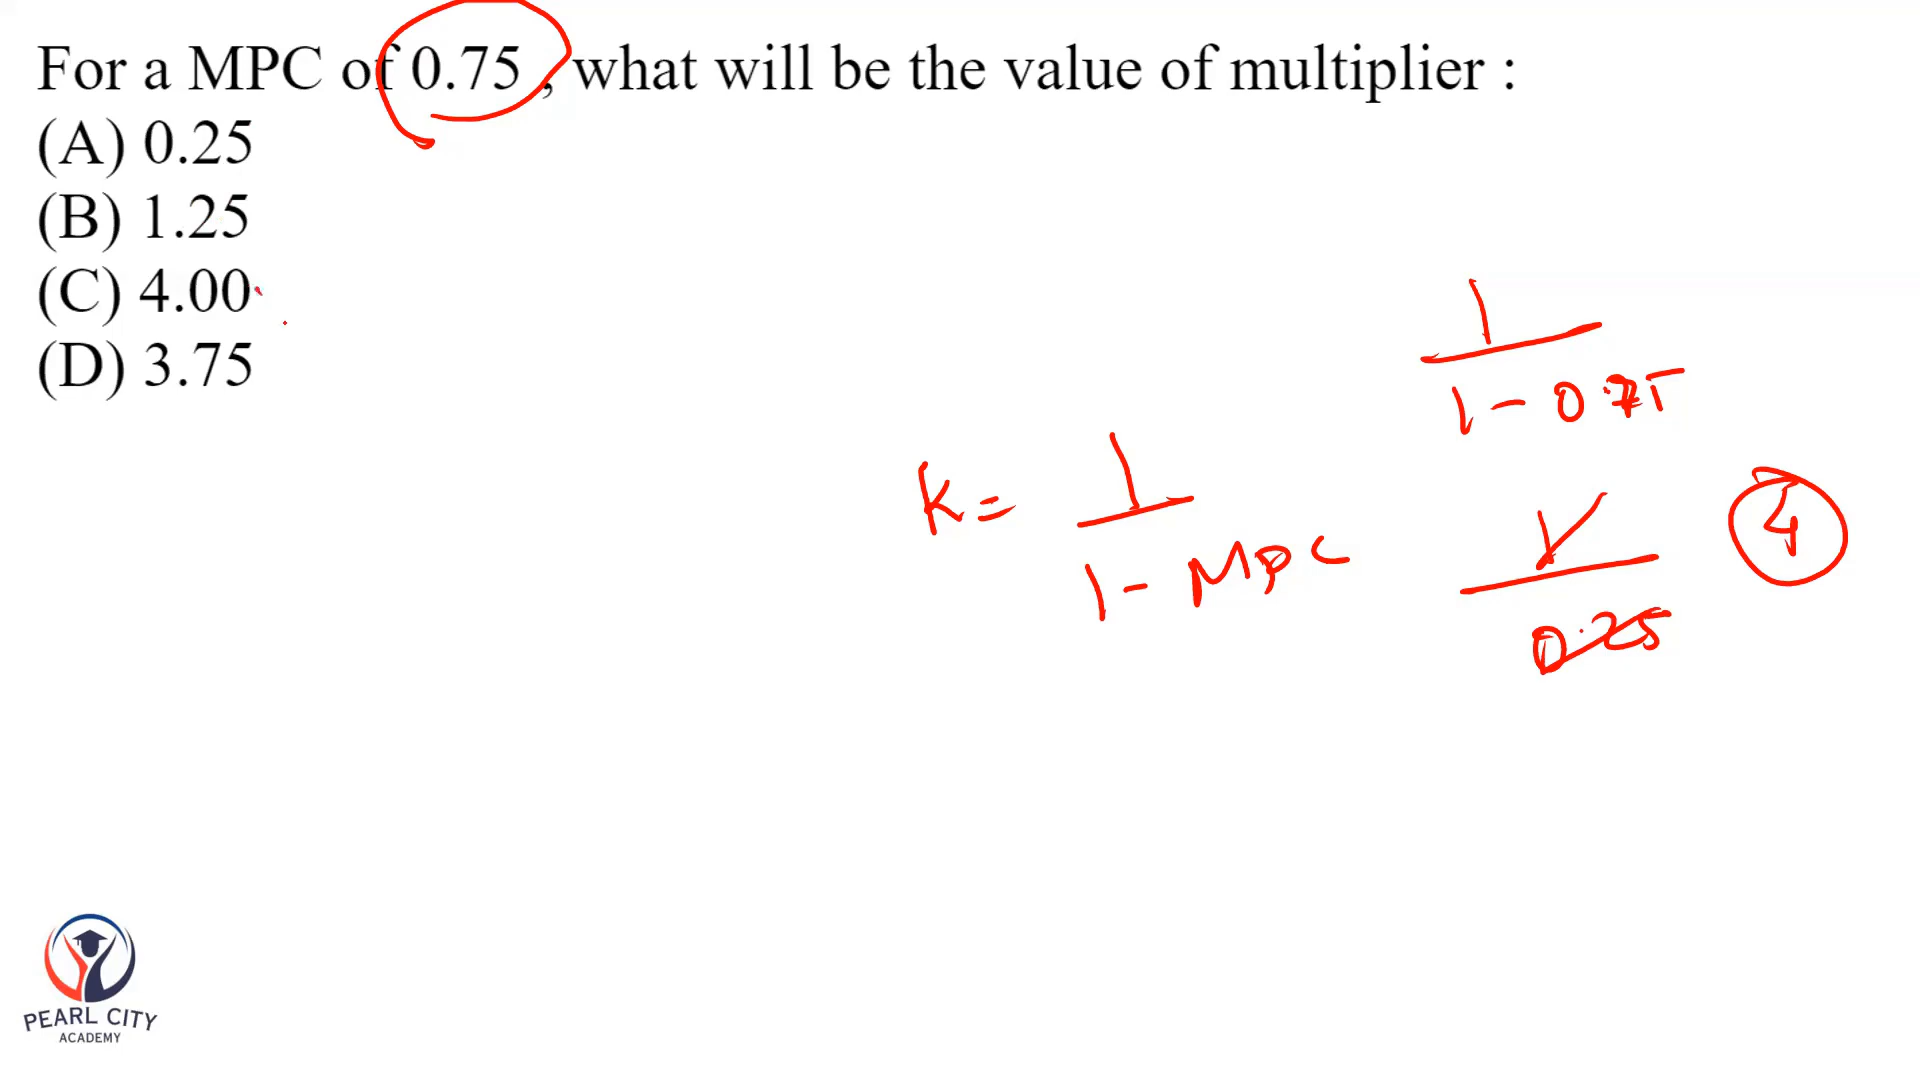 For a MPC of 0.75 , what will be the value of multiplier :
(A) 0.25
(B) 1.25
(C) 4.00
(D) 3.75
1
1 - 0.75
k = 1
1 - MPC
1
0.25
4
PEARL CITY
ACADEMY